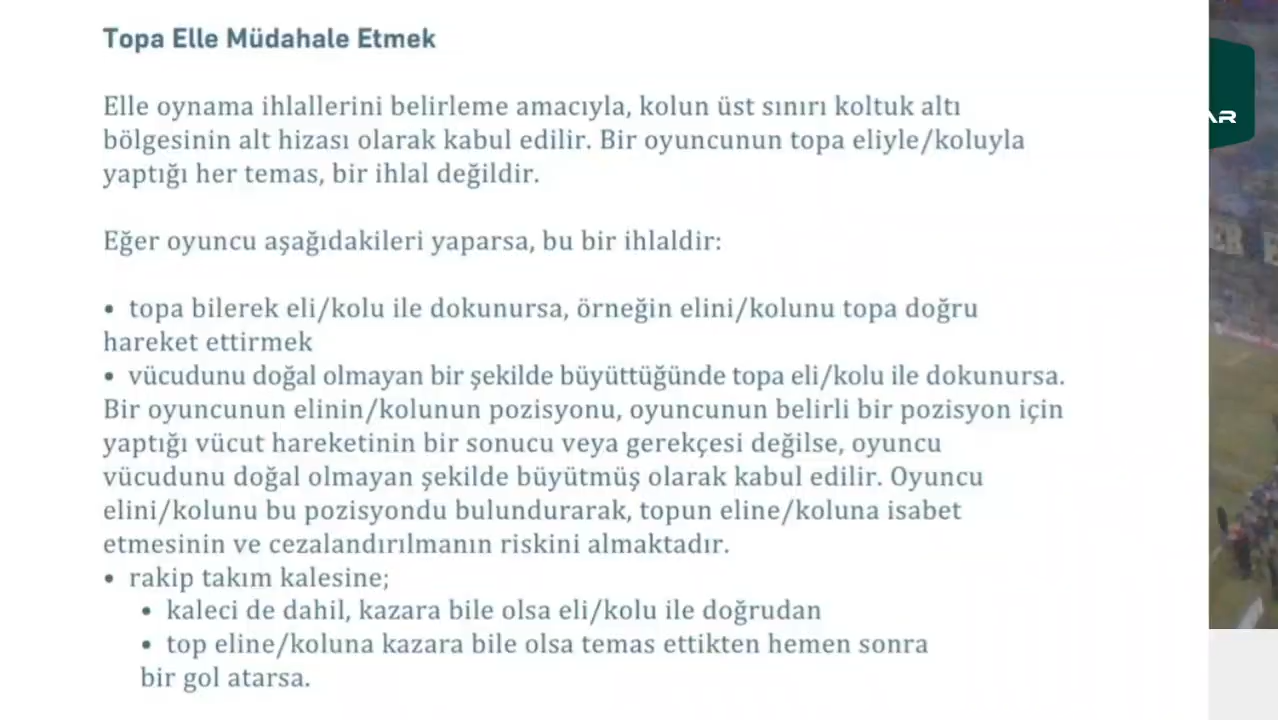 Topa Elle Müdahale Etmek
Elle oynama ihlallerini belirleme amacıyla, kolun üst sınırı koltuk altı
bölgesinin alt hizası olarak kabul edilir. Bir oyuncunun topa eliyle/koluyla
yaptığı her temas, bir ihlal değildir.
Eğer oyuncu aşağıdakileri yaparsa, bu bir ihlaldir:
• topa bilerek eli/kolu ile dokunursa, örneğin elini/kolunu topa doğru
hareket ettirmek
• vücudunu doğal olmayan bir şekilde büyüttüğünde topa eli/kolu ile dokunursa.
Bir oyuncunun elinin/kolunun pozisyonu, oyuncunun belirli bir pozisyon için
yaptığı vücut hareketinin bir sonucu veya gerekçesi değilse, oyuncu
vücudunu doğal olmayan şekilde büyütmüş olarak kabul edilir. Oyuncu
elini/kolunu bu pozisyondu bulundurarak, topun eline/koluna isabet
etmesinin ve cezalandırılmanın riskini almaktadır.
• rakip takım kalesine;
• kaleci de dahil, kazara bile olsa eli/kolu ile doğrudan
• top eline/koluna kazara bile olsa temas ettikten hemen sonra
bir gol atarsa.